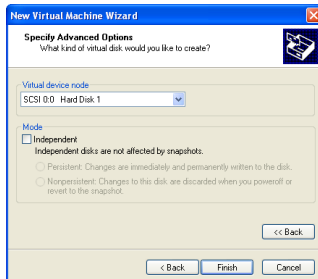 New Virtual Machine Wizard
Specify Advanced Options
What kind of virtual disk would you like to create?
Virtual device node
SCSI 0:0 Hard Disk 1
Mode
Independent
Independent disks are not affected by snapshots.
Persistent: Changes are immediately and permanently written to the disk.
Nonpersistent: Changes to this disk are discarded when you poweroff or
revert to the snapshot.
<< Back
< Back Finish Cancel